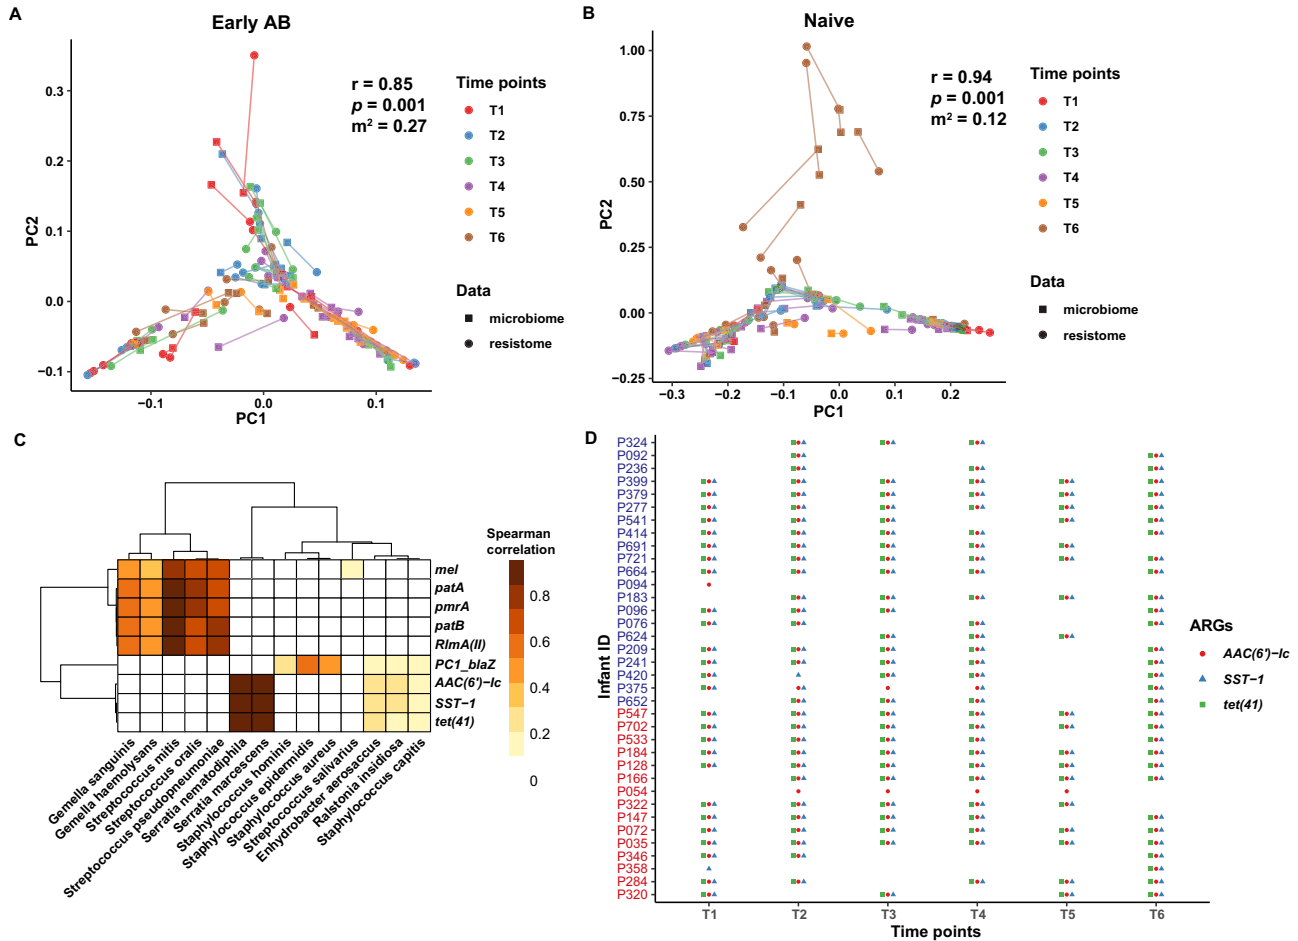 A
Early AB
r = 0.85
p = 0.001
m² = 0.27
PC2
0.3
0.2
0.1
0.0
−0.1
−0.1
0.0
0.1
PC1
Time points
T1
T2
T3
T4
T5
T6
Data
microbiome
resistome
B
Naive
r = 0.94
p = 0.001
m² = 0.12
PC2
1.00
0.75
0.50
0.25
0.00
−0.25
−0.3
−0.2
−0.1
0.0
0.1
0.2
PC1
Time points
T1
T2
T3
T4
T5
T6
Data
microbiome
resistome
C
Spearman
correlation
0.8
0.6
0.4
0.2
0
mel
patA
pmrA
patB
RlmA(II)
PC1_blaZ
AAC(6')−Ic
SST−1
tet(41)
Gemella sanguinis
Gemella haemolysans
Streptococcus mitis
Streptococcus oralis
Streptococcus pseudopneumoniae
Serratia nematodiphila
Serratia marcescens
Staphylococcus hominis
Staphylococcus epidermidis
Staphylococcus aureus
Streptococcus salivarius
Enhydrobacter aerosaccus
Ralstonia insidiosa
Staphylococcus capitis
D
Infant ID
P324
P092
P236
P399
P379
P277
P541
P414
P691
P721
P664
P094
P183
P096
P076
P624
P209
P241
P420
P375
P652
P547
P702
P533
P184
P128
P166
P054
P322
P147
P072
P035
P346
P358
P284
P320
T1
T2
T3
T4
T5
T6
Time points
ARGs
AAC(6')−Ic
SST−1
tet(41)